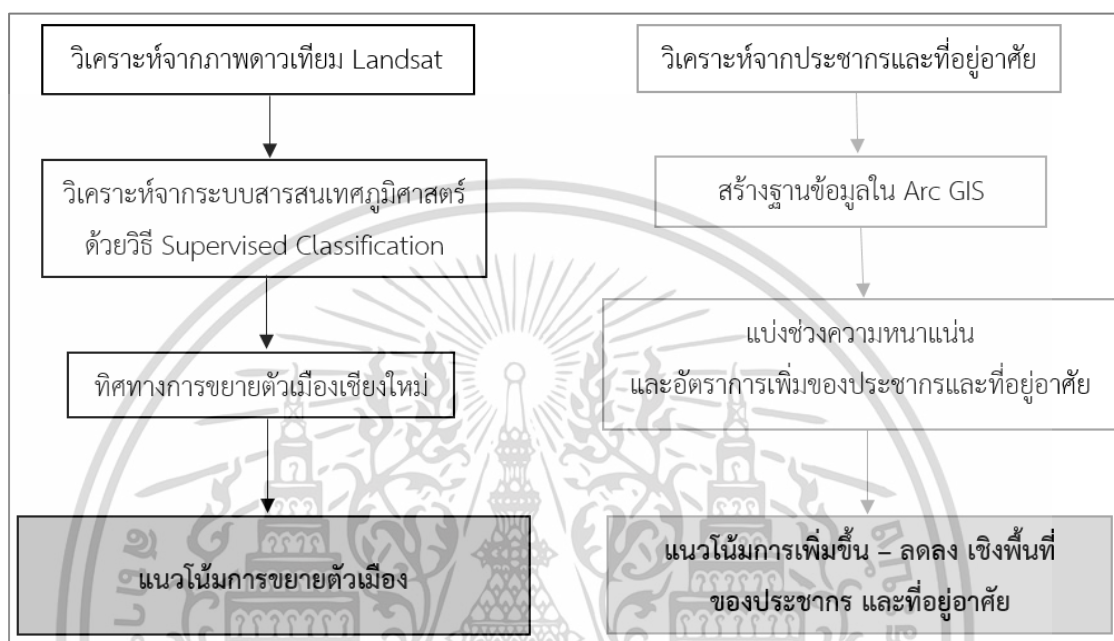 วิเคราะห์จากภาพดาวเทียม Landsat
วิเคราะห์จากระบบสารสนเทศภูมิศาสตร์
ด้วยวิธี Supervised Classification
ทิศทางการขยายตัวเมืองเชียงใหม่
แนวโน้มการขยายตัวเมือง
วิเคราะห์จากประชากรและที่อยู่อาศัย
สร้างฐานข้อมูลใน Arc GIS
แบ่งช่วงความหนาแน่น
และอัตราการเพิ่มของประชากรและที่อยู่อาศัย
แนวโน้มการเพิ่มขึ้น – ลดลง เชิงพื้นที่
ของประชากร และที่อยู่อาศัย